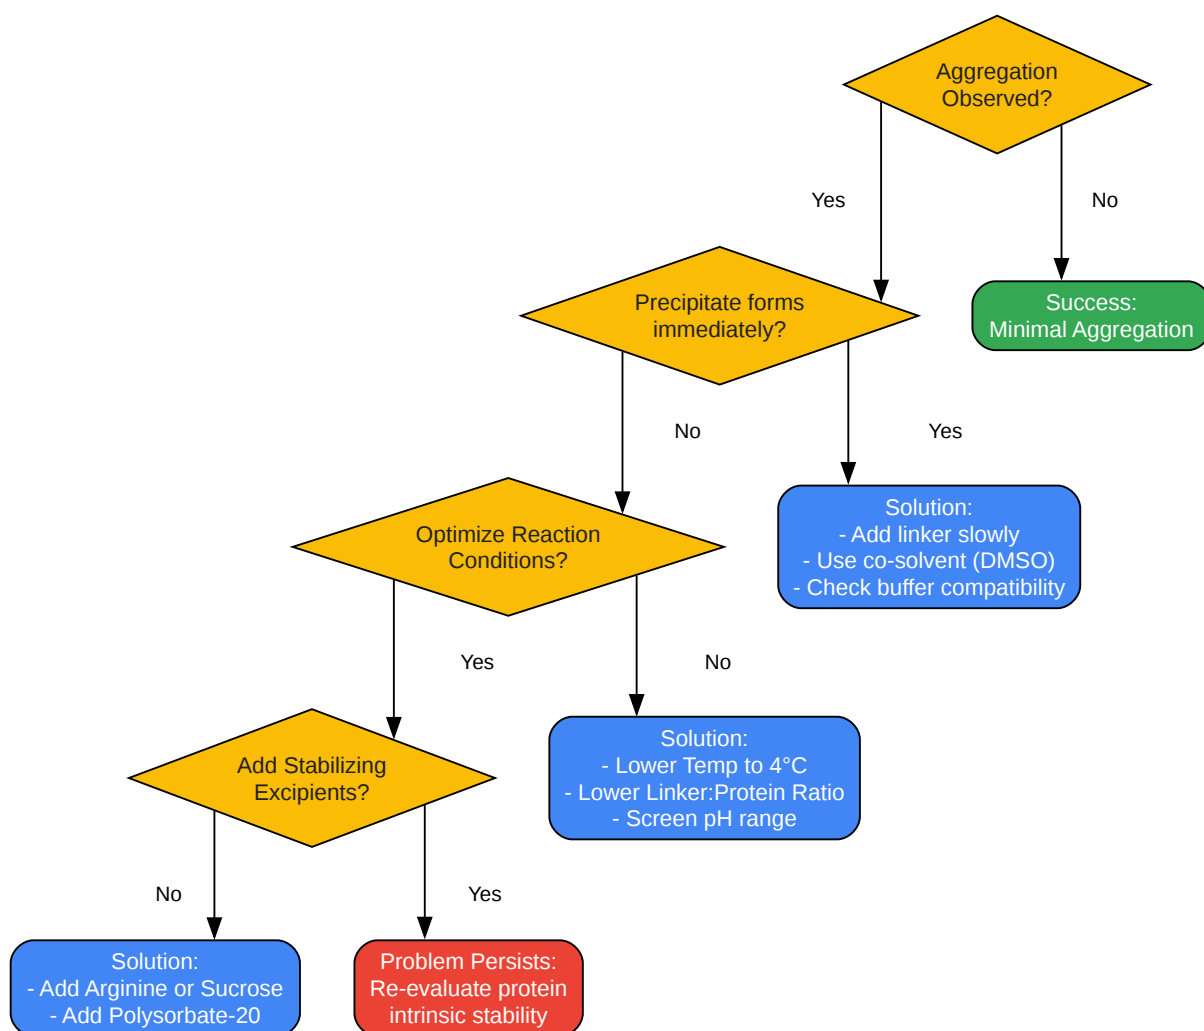 Aggregation
Observed?
Yes
No
Precipitate forms
immediately?
Success:
Minimal Aggregation
No
Yes
Optimize Reaction
Conditions?
Solution:
- Add linker slowly
- Use co-solvent (DMSO)
- Check buffer compatibility
Yes
No
Add Stabilizing
Excipients?
Solution:
- Lower Temp to 4°C
- Lower Linker:Protein Ratio
- Screen pH range
No
Yes
Solution:
- Add Arginine or Sucrose
- Add Polysorbate-20
Problem Persists:
Re-evaluate protein
intrinsic stability